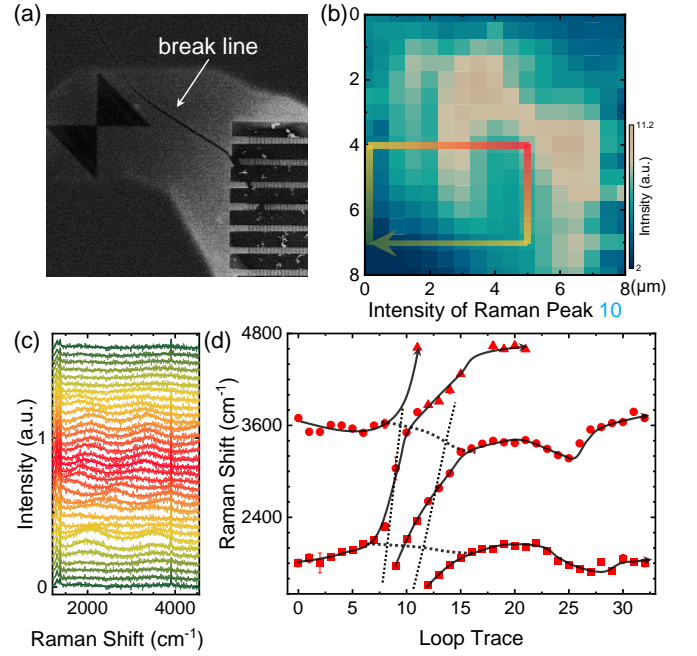 (a)
break line
(b)
0
2
4
6
8
0
2
4
6
8
(μm)
11.2
Intnsity (a.u.)
2
Intensity of Raman Peak 10
(c)
Intensity (a.u.)
1
0
2000
4000
Raman Shift (cm⁻¹)
(d)
Raman Shift (cm⁻¹)
4800
3600
2400
0
5
10
15
20
25
30
Loop Trace